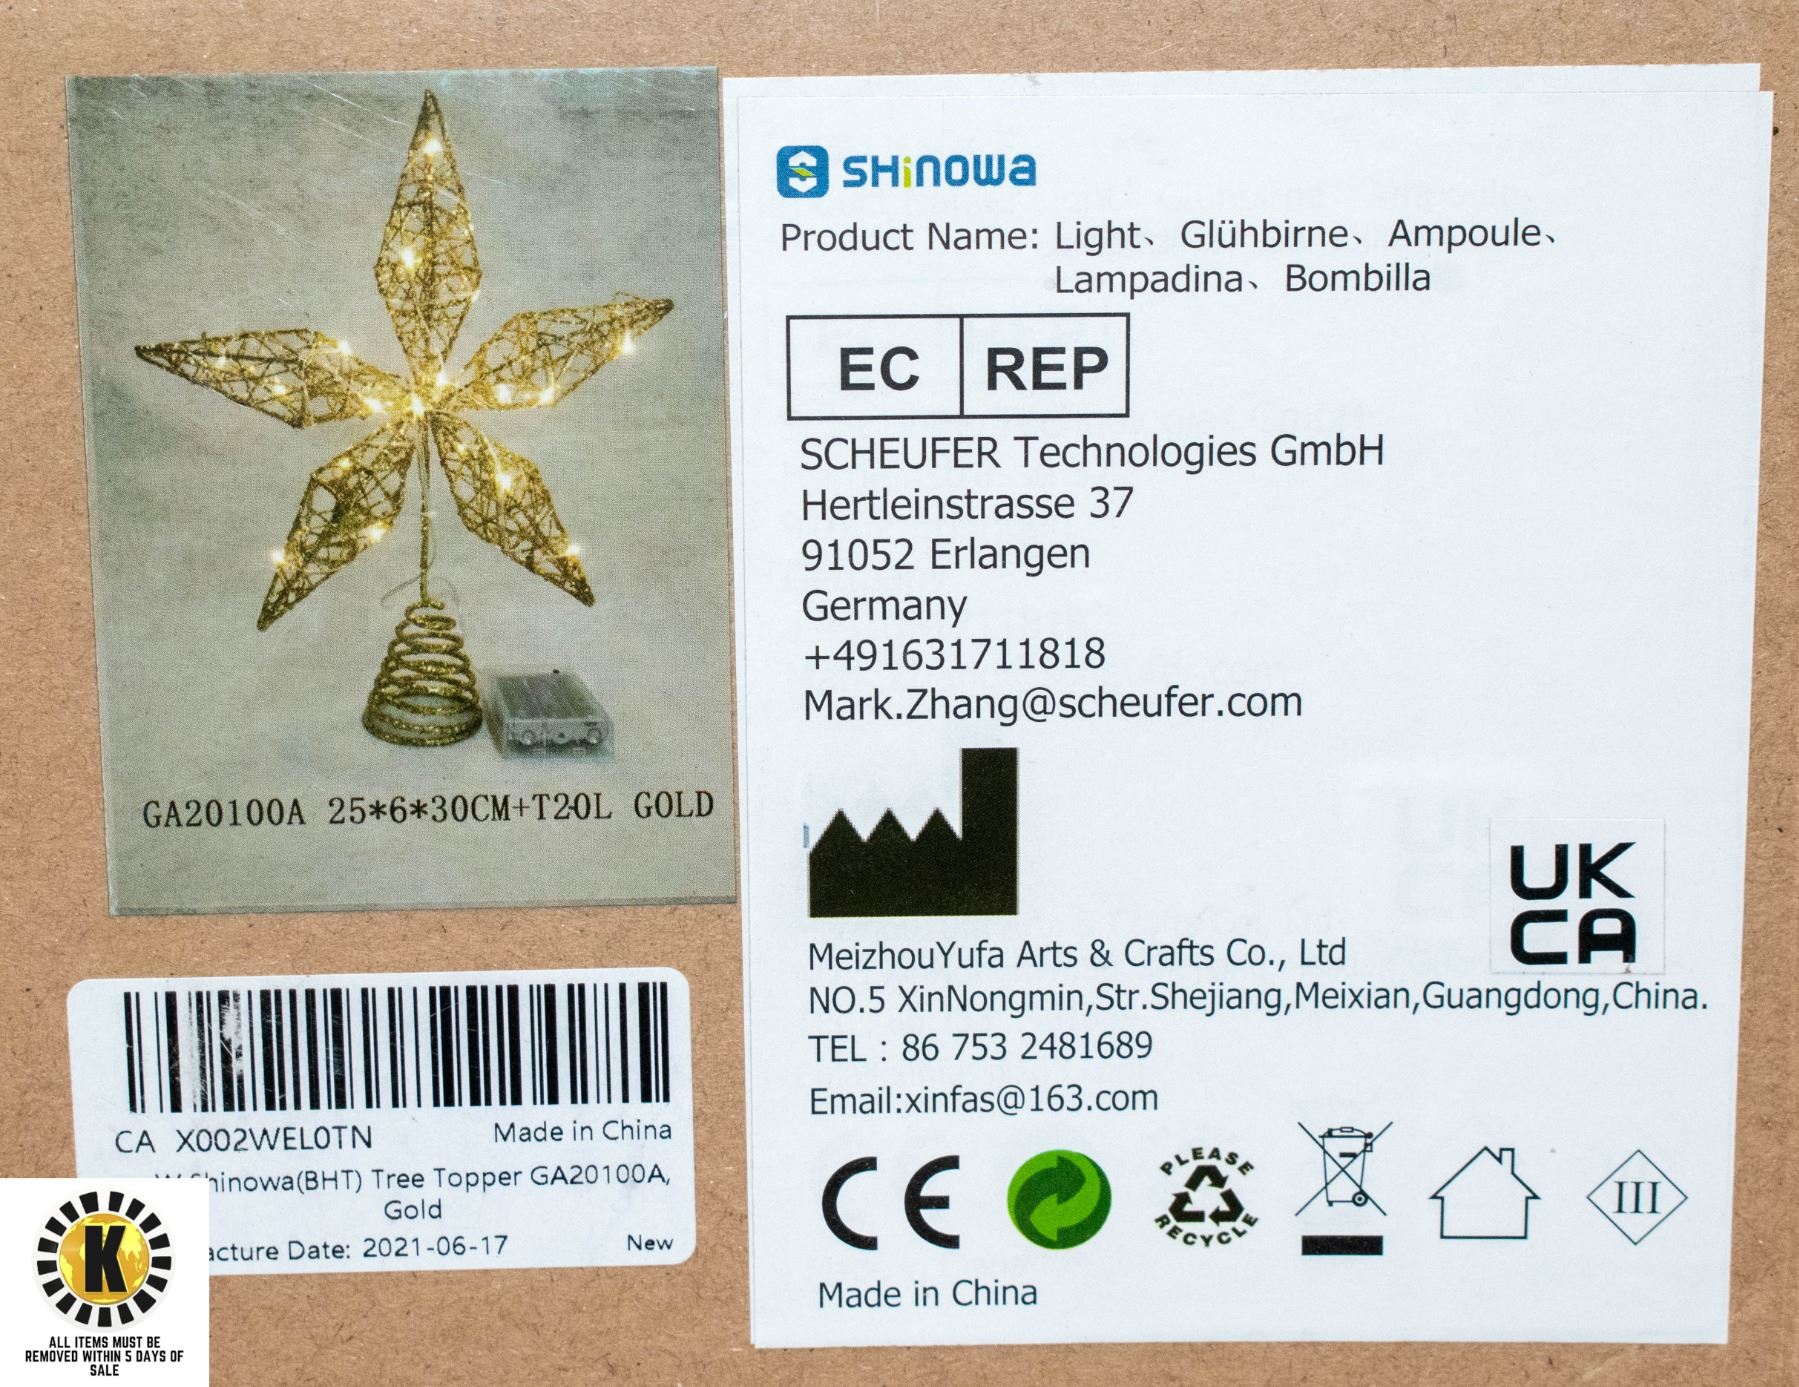 GA20100A 25*6*30CM+T20L GOLD
CA X002WEL0TN Made in China
hinowa(BHT) Tree Topper GA20100A,
Gold
acture Date: 2021-06-17 New
K
ALL ITEMS MUST BE
REMOVED WITHIN 5 DAYS OF
SALE
SHiNOWa
Product Name: Light、 Glühbirne、 Ampoule、
Lampadina、 Bombilla
EC REP
SCHEUFER Technologies GmbH
Hertleinstrasse 37
91052 Erlangen
Germany
+491631711818
Mark.Zhang@scheufer.com
UK
CA
MeizhouYufa Arts & Crafts Co., Ltd
NO.5 XinNongmin,Str.Shejiang,Meixian,Guangdong,China.
TEL : 86 753 2481689
Email:xinfas@163.com
CE
PLEASE
RECYCLE
III
Made in China